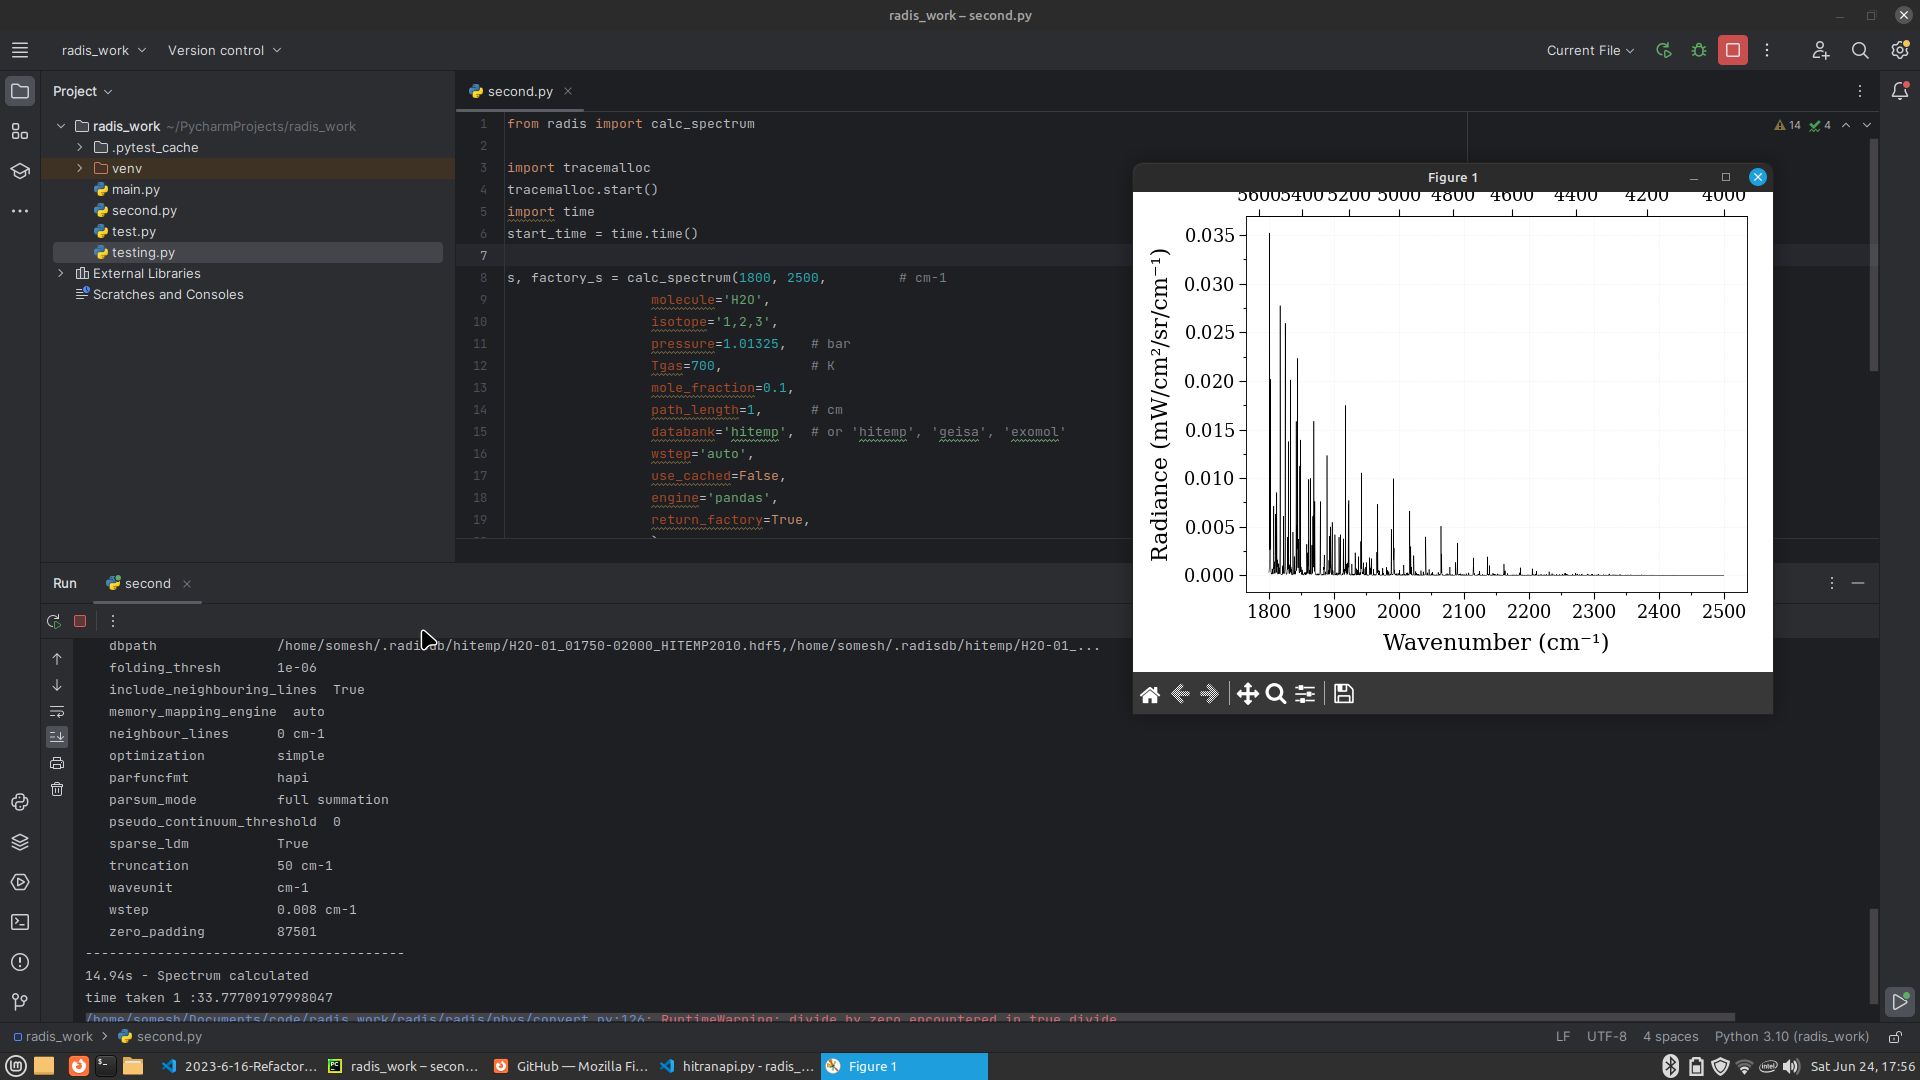 radis_work – second.py
radis_work
Version control
Current File
Project
second.py
radis_work ~/PycharmProjects/radis_work
.pytest_cache
venv
main.py
second.py
test.py
testing.py
External Libraries
Scratches and Consoles
14 4
1 from radis import calc_spectrum
2
3 import tracemalloc
4 tracemalloc.start()
5 import time
6 start_time = time.time()
7
8 s, factory_s = calc_spectrum(1800, 2500, # cm-1
9 molecule='H2O',
10 isotope='1,2,3',
11 pressure=1.01325, # bar
12 Tgas=700, # K
13 mole_fraction=0.1,
14 path_length=1, # cm
15 databank='hitemp', # or 'hitemp', 'geisa', 'exomol'
16 wstep='auto',
17 use_cached=False,
18 engine='pandas',
19 return_factory=True,
Figure 1
5600 5400 5200 5000 4800 4600 4400 4200 4000
0.035
0.030
0.025
0.020
0.015
0.010
0.005
0.000
Radiance (mW/cm²/sr/cm⁻¹)
1800 1900 2000 2100 2200 2300 2400 2500
Wavenumber (cm⁻¹)
Run
second
dbpath /home/somesh/.radisdb/hitemp/H2O-01_01750-02000_HITEMP2010.hdf5,/home/somesh/.radisdb/hitemp/H2O-01_...
folding_thresh 1e-06
include_neighbouring_lines True
memory_mapping_engine auto
neighbour_lines 0 cm-1
optimization simple
parfuncfmt hapi
parsum_mode full summation
pseudo_continuum_threshold 0
sparse_ldm True
truncation 50 cm-1
waveunit cm-1
wstep 0.008 cm-1
zero_padding 87501
----------------------------------------
14.94s - Spectrum calculated
time taken 1 :33.77709197998047
/home/somesh/Documents/code/radis_work/radis/radis/phys/convert.py:126: RuntimeWarning: divide by zero encountered in true_divide
radis_work > second.py
LF UTF-8 4 spaces Python 3.10 (radis_work)
2023-6-16-Refactor...
radis_work – secon...
GitHub — Mozilla Fi...
hitranapi.py - radis_...
Figure 1
Sat Jun 24, 17:56